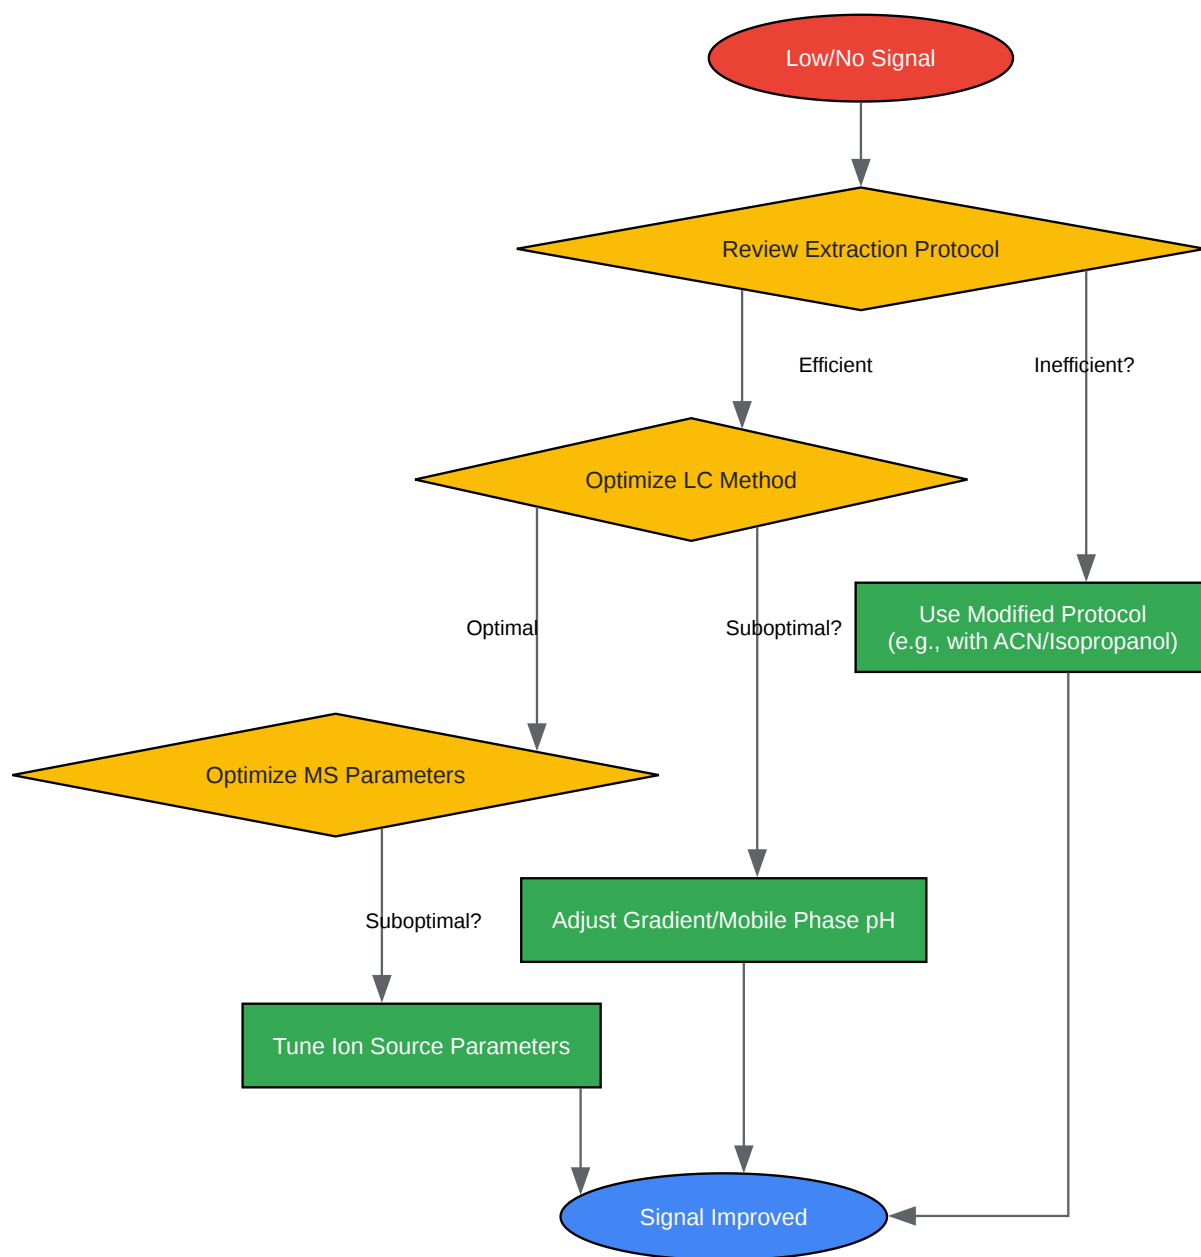 Low/No Signal
Review Extraction Protocol
Efficient
Inefficient?
Optimize LC Method
Optimal
Suboptimal?
Use Modified Protocol
(e.g., with ACN/Isopropanol)
Optimize MS Parameters
Suboptimal?
Adjust Gradient/Mobile Phase pH
Tune Ion Source Parameters
Signal Improved